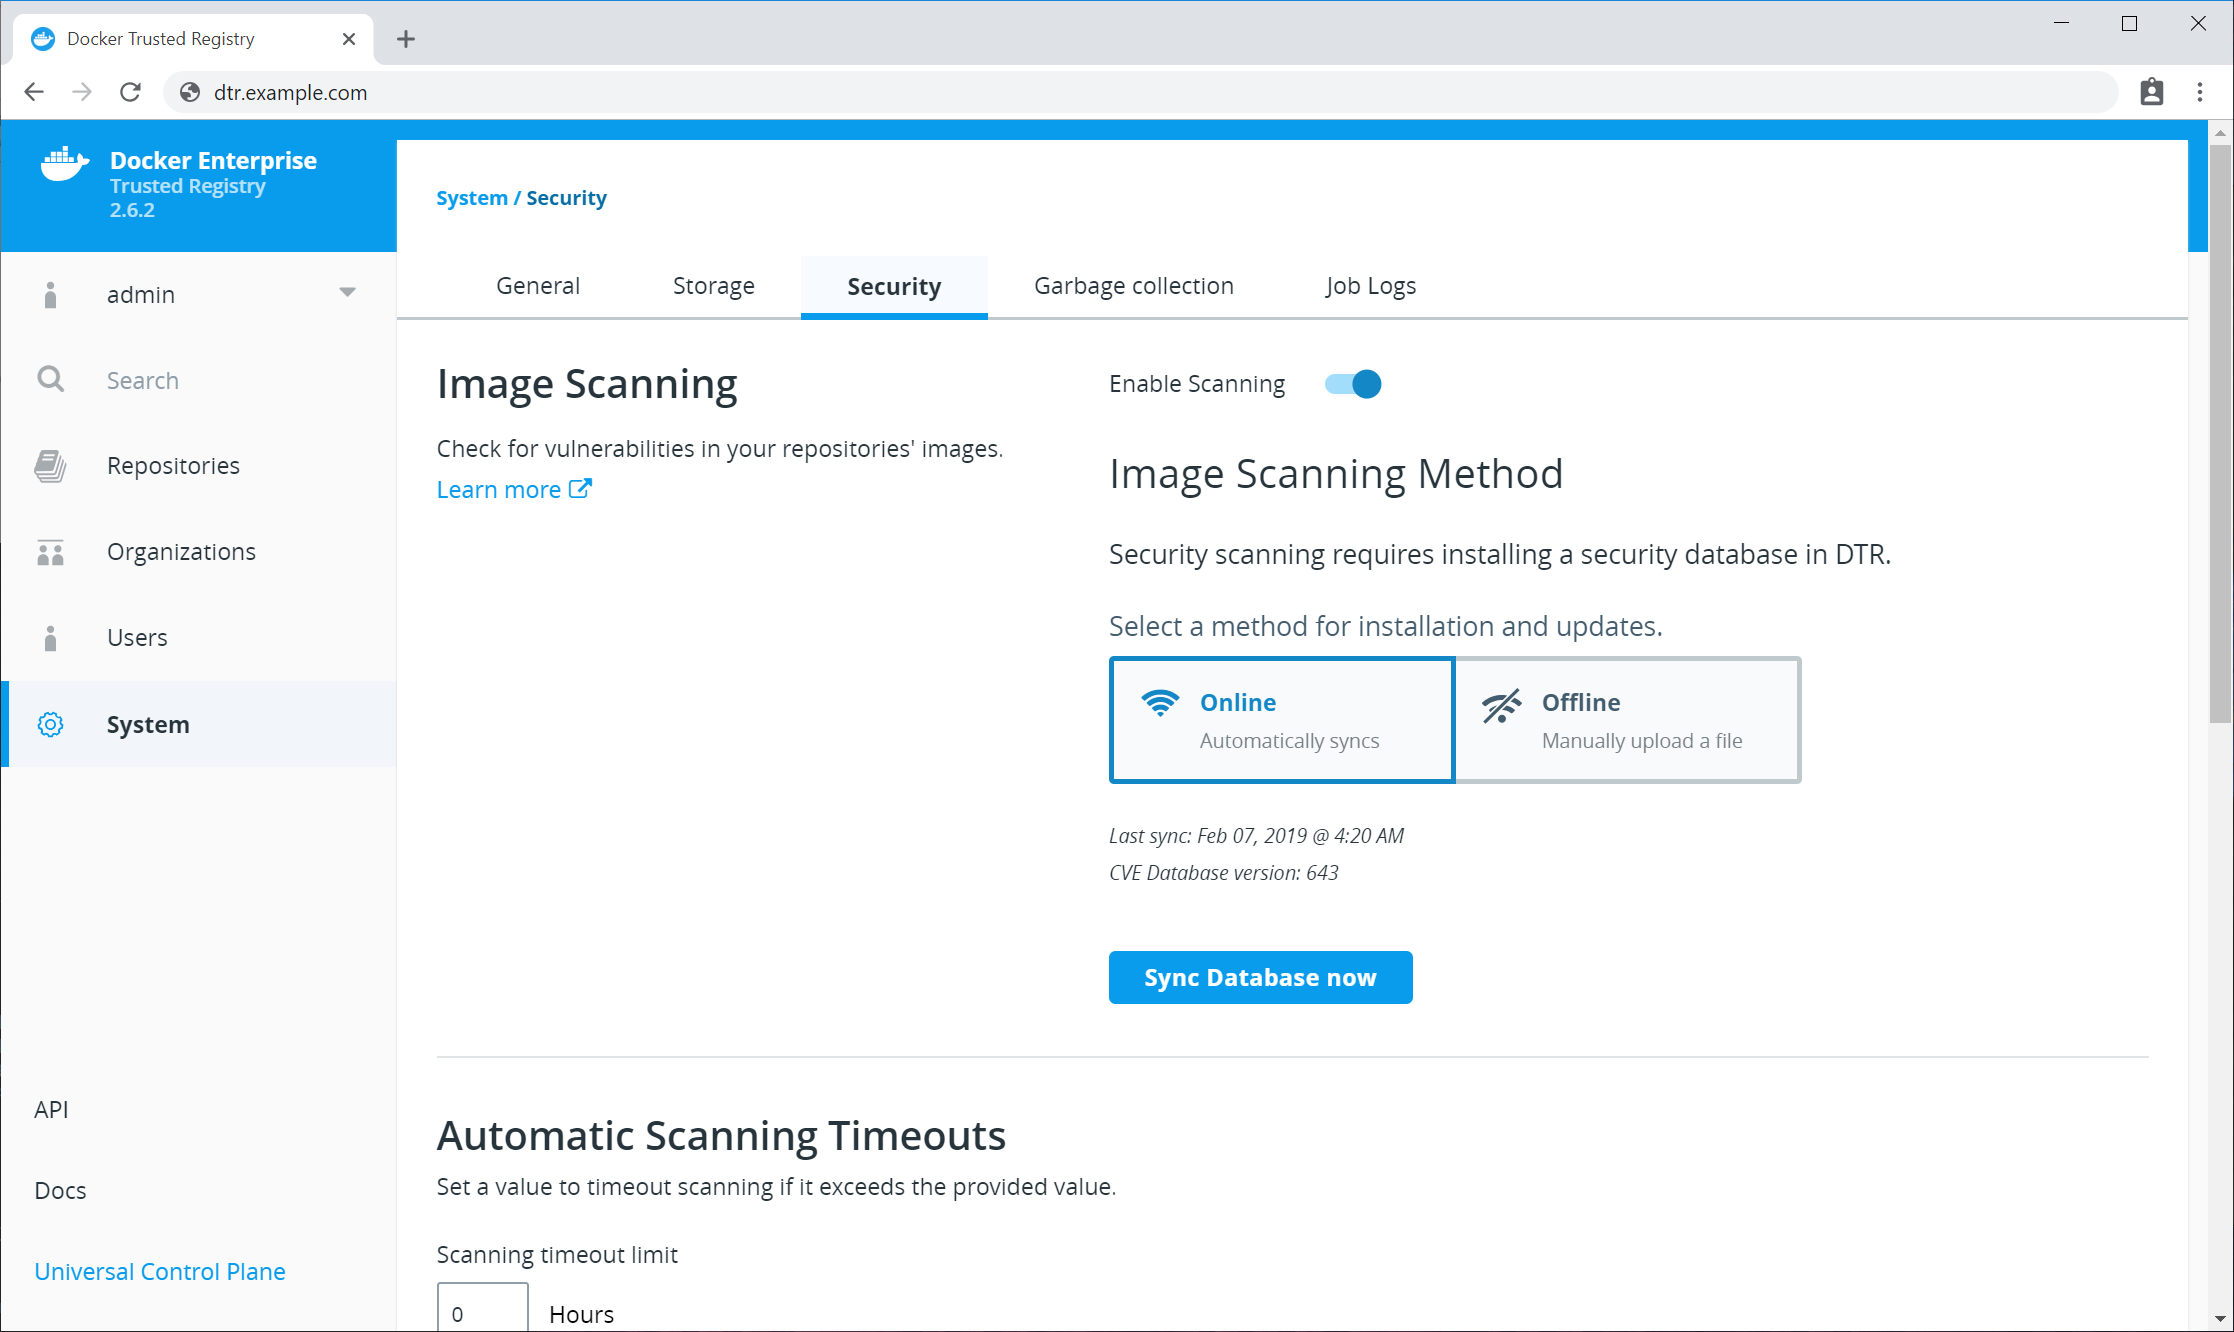 Docker Trusted Registry
dtr.example.com
Docker Enterprise
Trusted Registry
2.6.2
admin
Search
Repositories
Organizations
Users
System
API
Docs
Universal Control Plane
System / Security
General Storage Security Garbage collection Job Logs
Image Scanning
Check for vulnerabilities in your repositories' images.
Learn more
Enable Scanning
Image Scanning Method
Security scanning requires installing a security database in DTR.
Select a method for installation and updates.
Online
Automatically syncs
Offline
Manually upload a file
Last sync: Feb 07, 2019 @ 4:20 AM
CVE Database version: 643
Sync Database now
Automatic Scanning Timeouts
Set a value to timeout scanning if it exceeds the provided value.
Scanning timeout limit
0 Hours